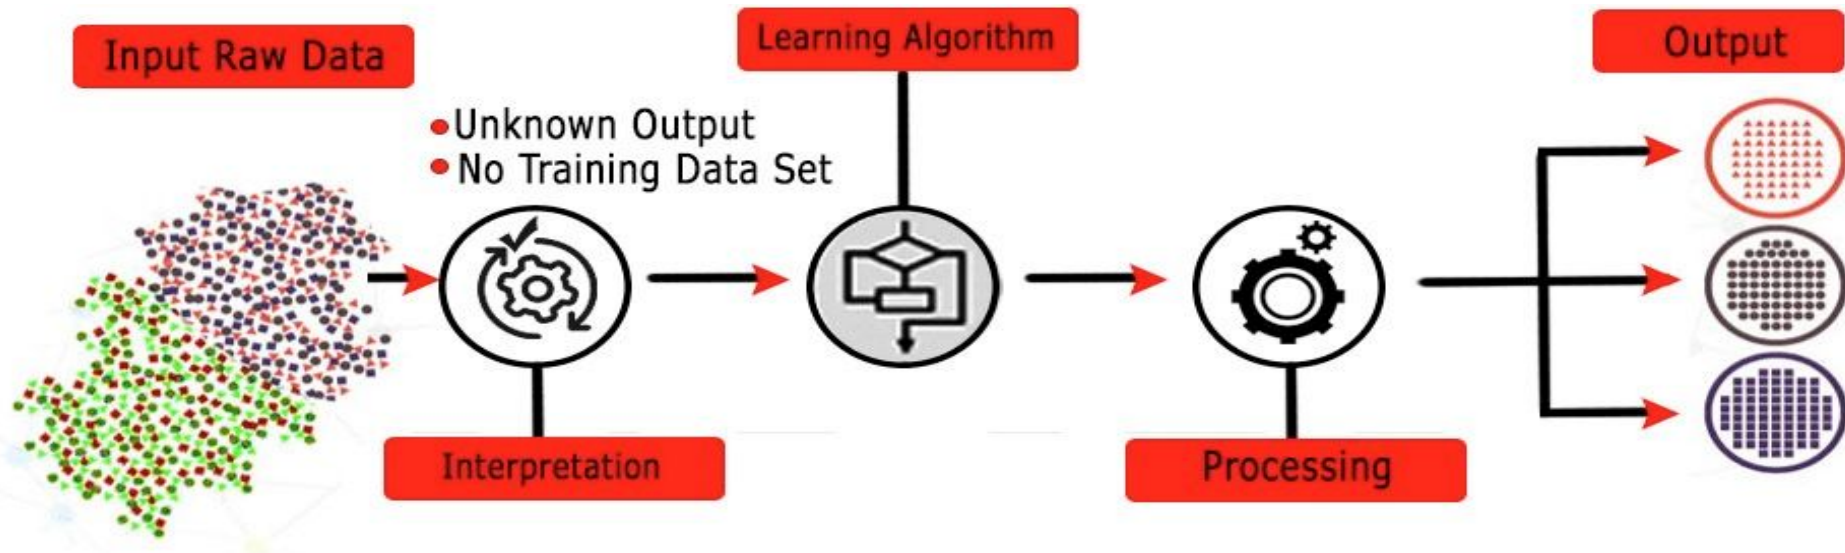 Input Raw Data
Learning Algorithm
Output
Unknown Output
No Training Data Set
Interpretation
Processing